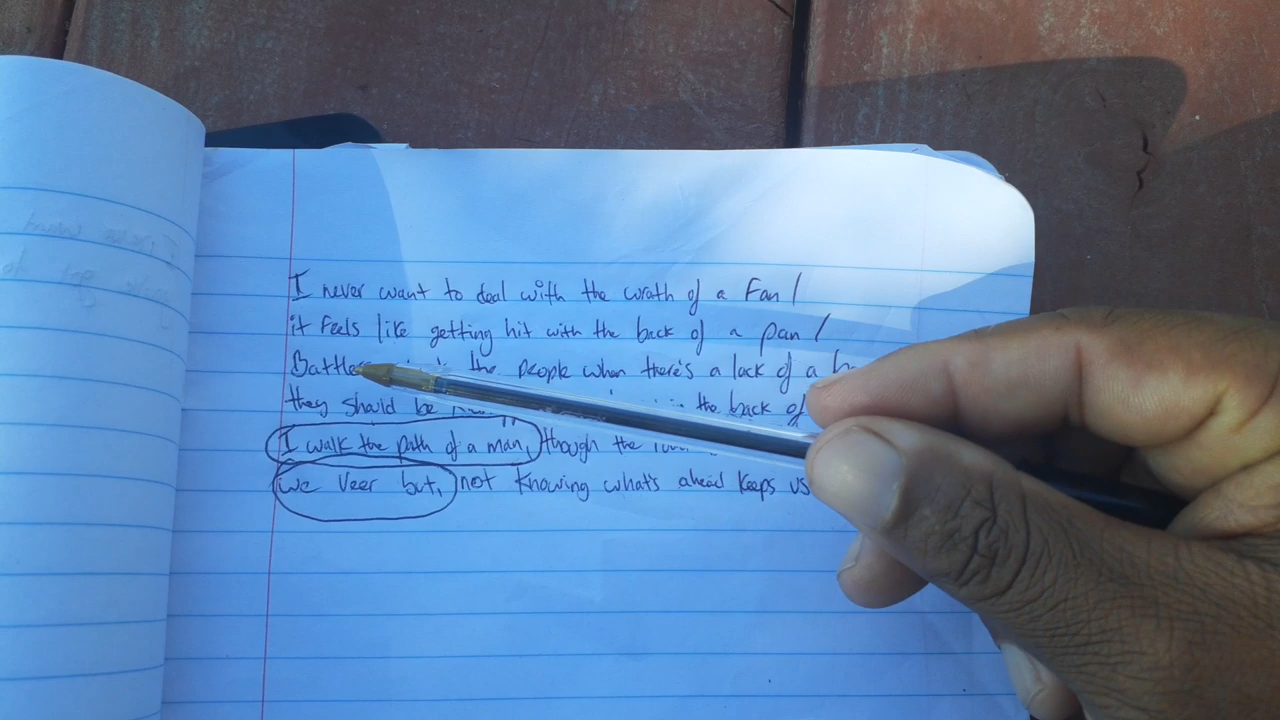 I never want to deal with the wrath of a Fan /
it Feels like getting hit with the back of a pan /
the people when there's a lack of a
they should be the back of
I walk the path of a man, though the
we veer but, not knowing what's ahead keeps us